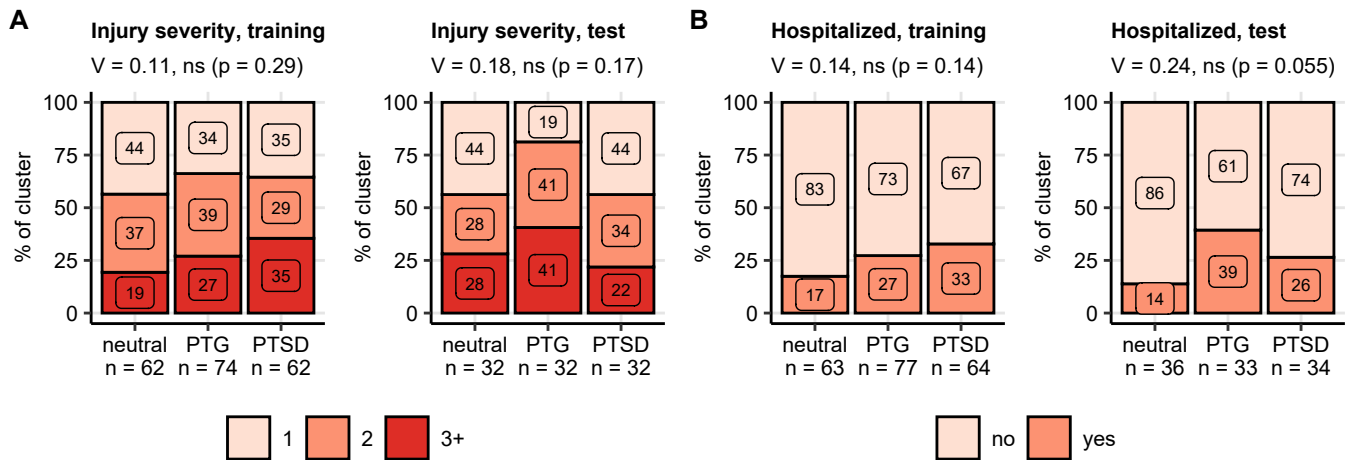 A
B
Injury severity, training
Injury severity, test
Hospitalized, training
Hospitalized, test
V = 0.11, ns (p = 0.29)
V = 0.18, ns (p = 0.17)
V = 0.14, ns (p = 0.14)
V = 0.24, ns (p = 0.055)
% of cluster
100
75
50
25
0
44
34
35
37
39
29
19
27
35
neutral
n = 62
PTG
n = 74
PTSD
n = 62
% of cluster
100
75
50
25
0
44
19
44
28
41
34
28
41
22
neutral
n = 32
PTG
n = 32
PTSD
n = 32
% of cluster
100
75
50
25
0
83
73
67
17
27
33
neutral
n = 63
PTG
n = 77
PTSD
n = 64
% of cluster
100
75
50
25
0
86
61
74
14
39
26
neutral
n = 36
PTG
n = 33
PTSD
n = 34
1
2
3+
no
yes